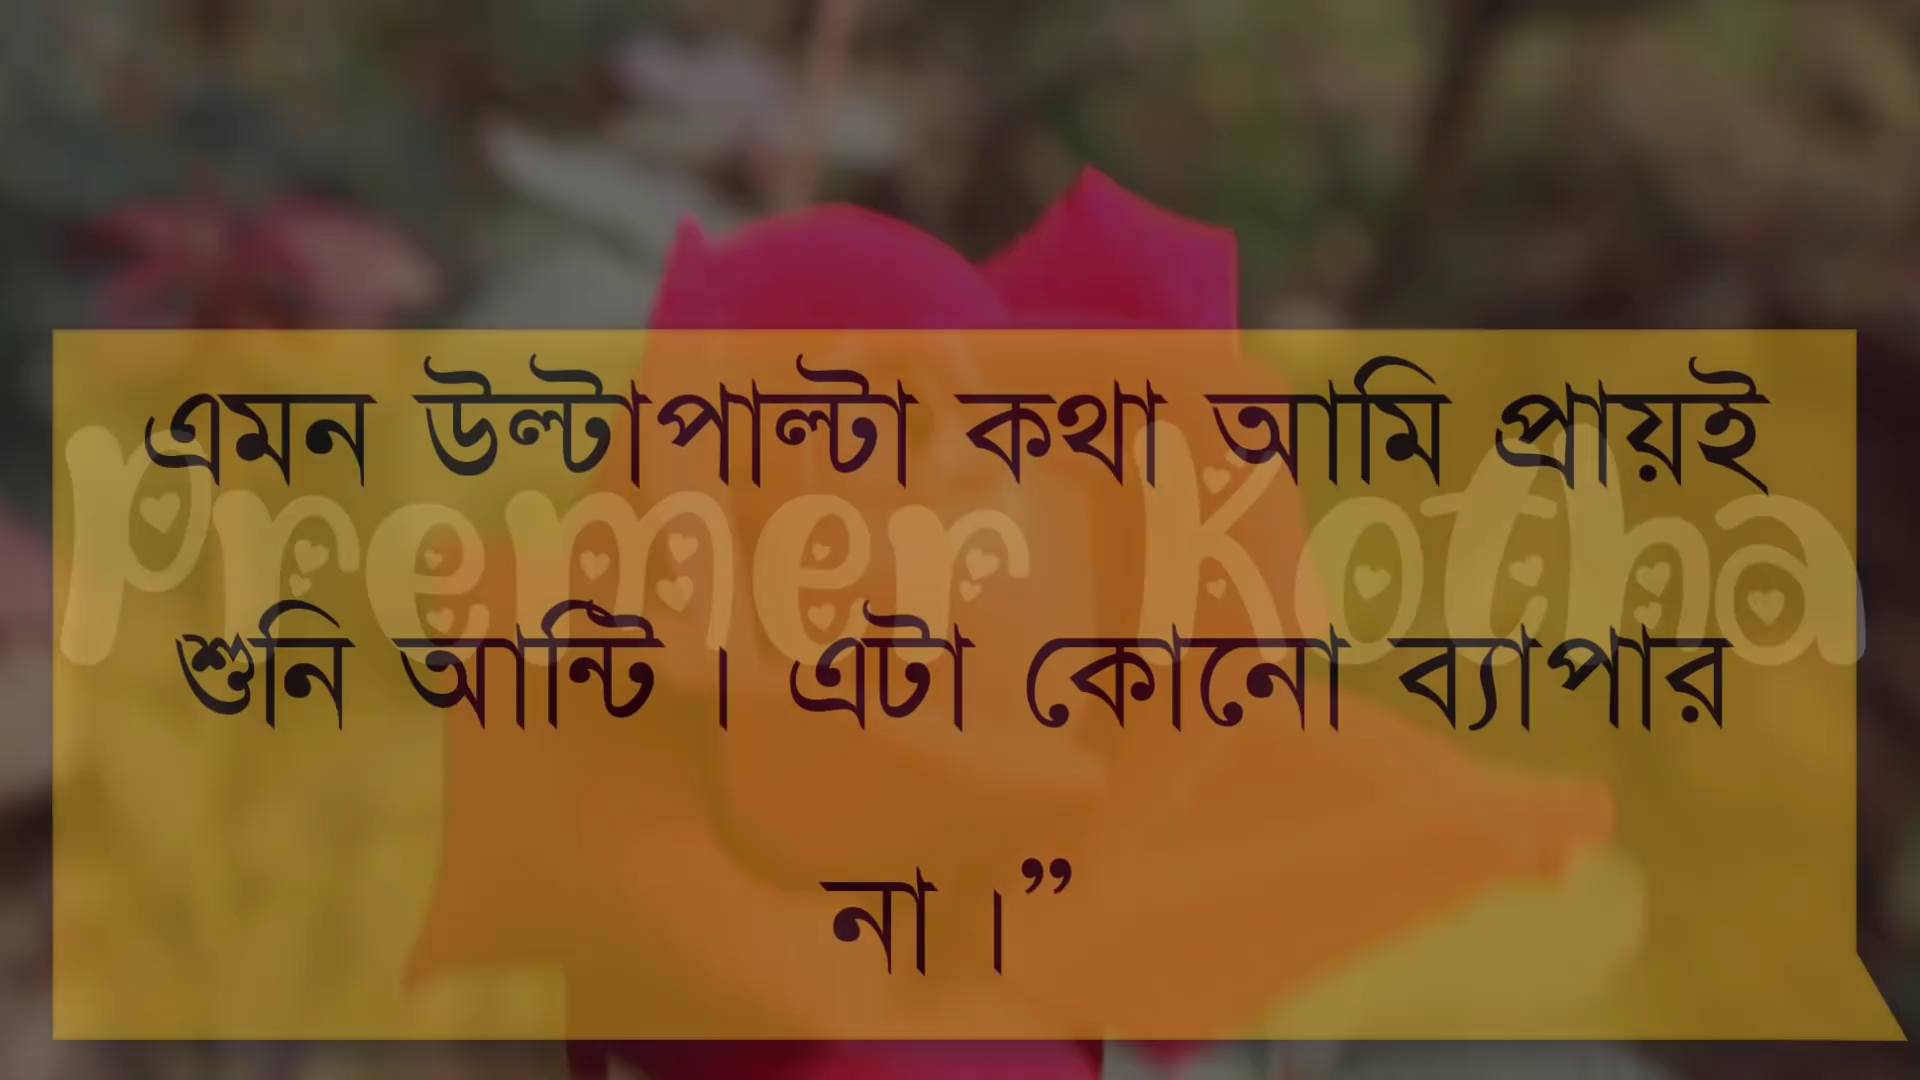 এমন উল্টাপাল্টা কথা আমি প্রায়ই
Premer Kotha
শুনি আন্টি । এটা কোনো ব্যাপার
না ।”